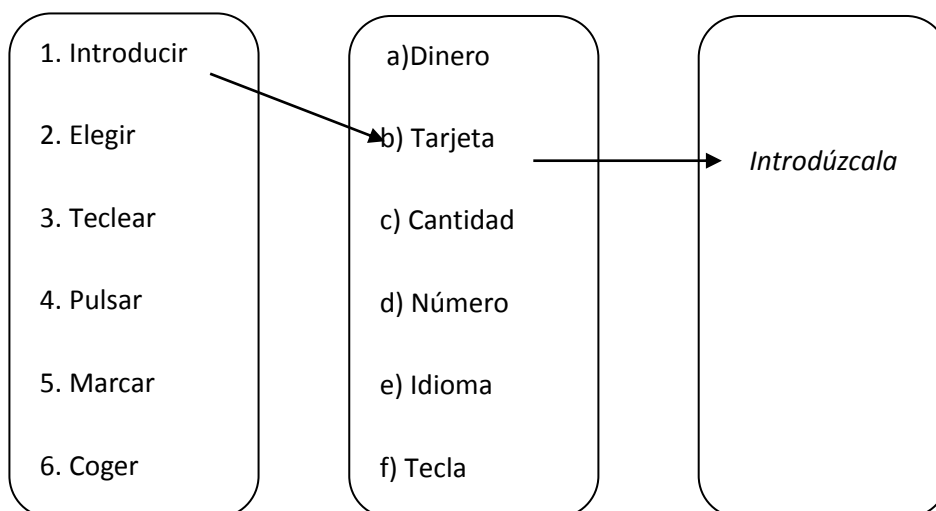 1. Introducir
2. Elegir
3. Teclear
4. Pulsar
5. Marcar
6. Coger
a)Dinero
b) Tarjeta
c) Cantidad
d) Número
e) Idioma
f) Tecla
Introdúzcala